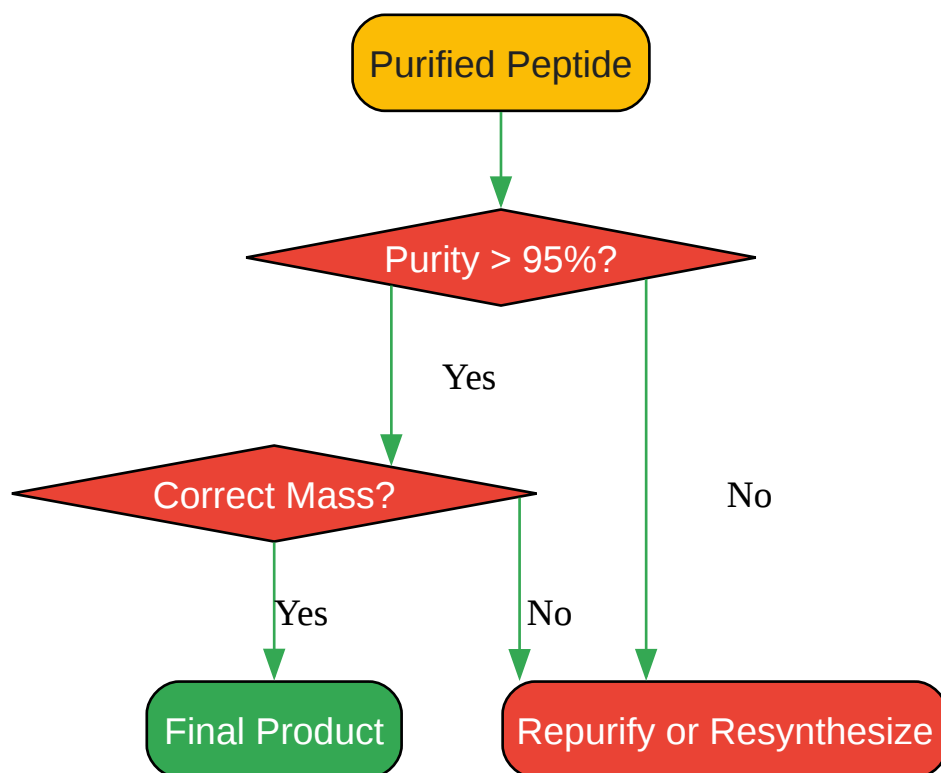 Purified Peptide
Purity > 95%?
Yes
Correct Mass?
No
Yes
No
Final Product
Repurify or Resynthesize